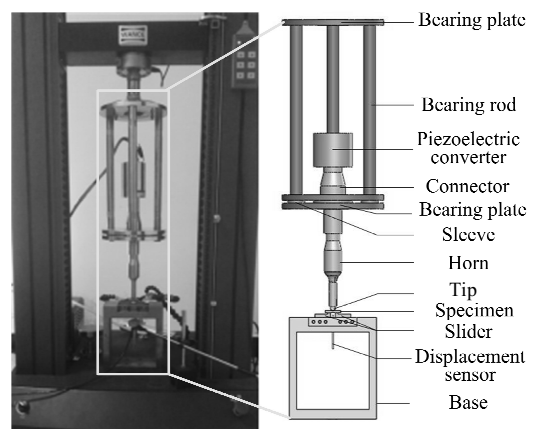 Bearing plate
Bearing rod
Piezoelectric
converter
Connector
Bearing plate
Sleeve
Horn
Tip
Specimen
Slider
Displacement
sensor
Base